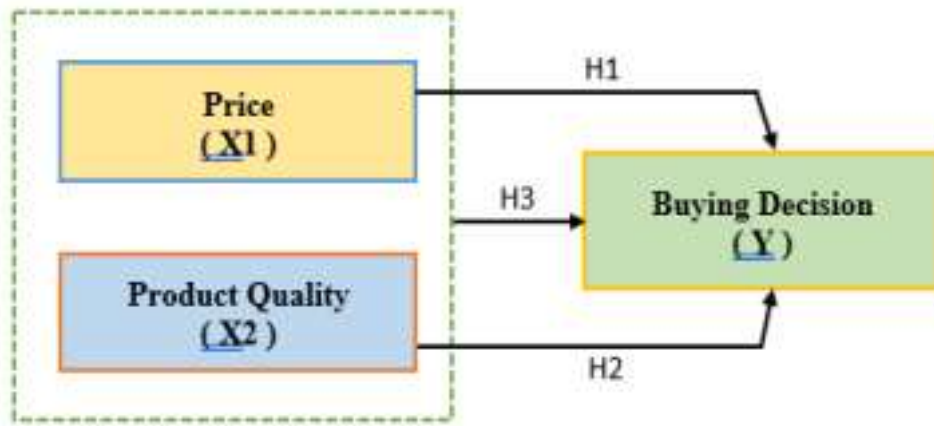 Price
( X1 )
H1
H3
Buying Decision
( Y )
Product Quality
( X2 )
H2